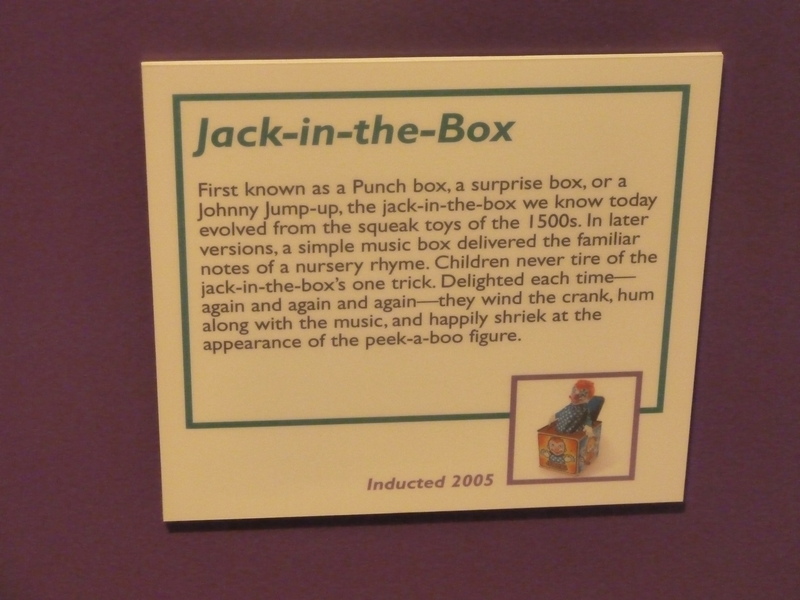 Jack-in-the-Box
First known as a Punch box, a surprise box, or a
Johnny Jump-up, the jack-in-the-box we know today
evolved from the squeak toys of the 1500s. In later
versions, a simple music box delivered the familiar
notes of a nursery rhyme. Children never tire of the
jack-in-the-box's one trick. Delighted each time—
again and again and again—they wind the crank, hum
along with the music, and happily shriek at the
appearance of the peek-a-boo figure.
Inducted 2005